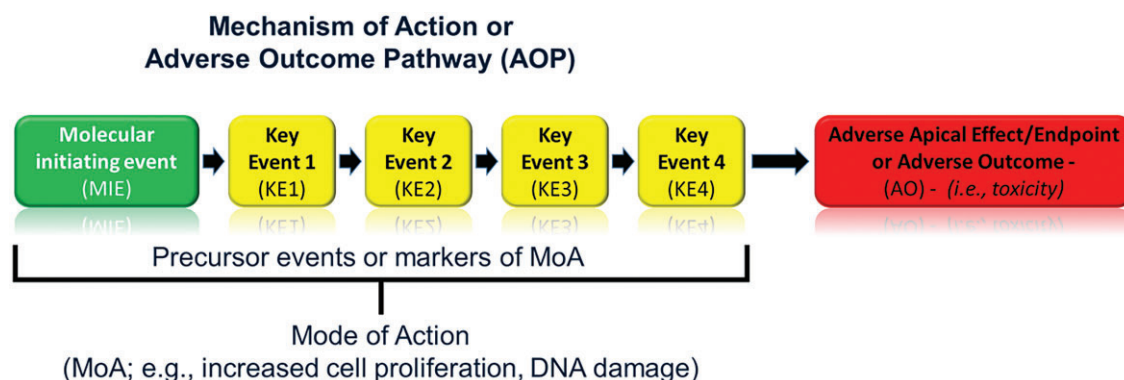 Mechanism of Action or
Adverse Outcome Pathway (AOP)
Molecular
initiating event
(MIE)
Key
Event 1
(KE1)
Key
Event 2
(KE2)
Key
Event 3
(KE3)
Key
Event 4
(KE4)
Adverse Apical Effect/Endpoint
or Adverse Outcome -
(AO) - (i.e., toxicity)
Precursor events or markers of MoA
Mode of Action
(MoA; e.g., increased cell proliferation, DNA damage)